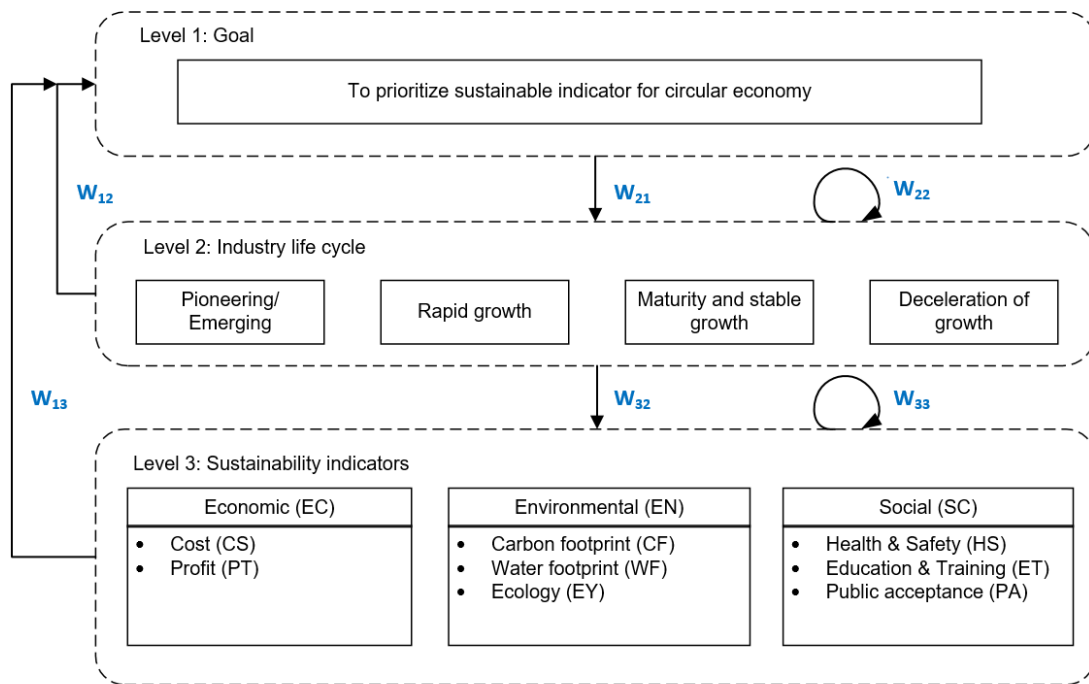 Level 1: Goal
To prioritize sustainable indicator for circular economy
W12
W21
W22
Level 2: Industry life cycle
Pioneering/
Emerging
Rapid growth
Maturity and stable
growth
Deceleration of
growth
W13
W32
W33
Level 3: Sustainability indicators
Economic (EC)
• Cost (CS)
• Profit (PT)
Environmental (EN)
• Carbon footprint (CF)
• Water footprint (WF)
• Ecology (EY)
Social (SC)
• Health & Safety (HS)
• Education & Training (ET)
• Public acceptance (PA)